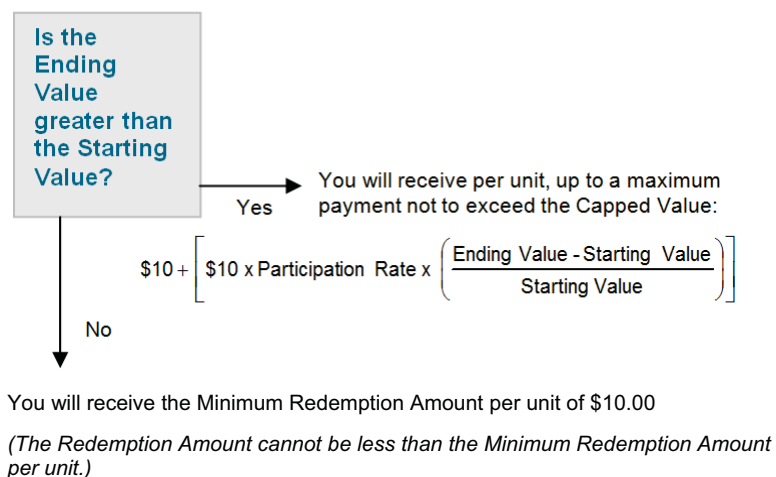 Is the
Ending
Value
greater than
the Starting
Value?
Yes
You will receive per unit, up to a maximum
payment not to exceed the Capped Value:
$10 + [ $10 x Participation Rate x ( Ending Value - Starting Value
Starting Value ) ]
No
You will receive the Minimum Redemption Amount per unit of $10.00
(The Redemption Amount cannot be less than the Minimum Redemption Amount
per unit.)